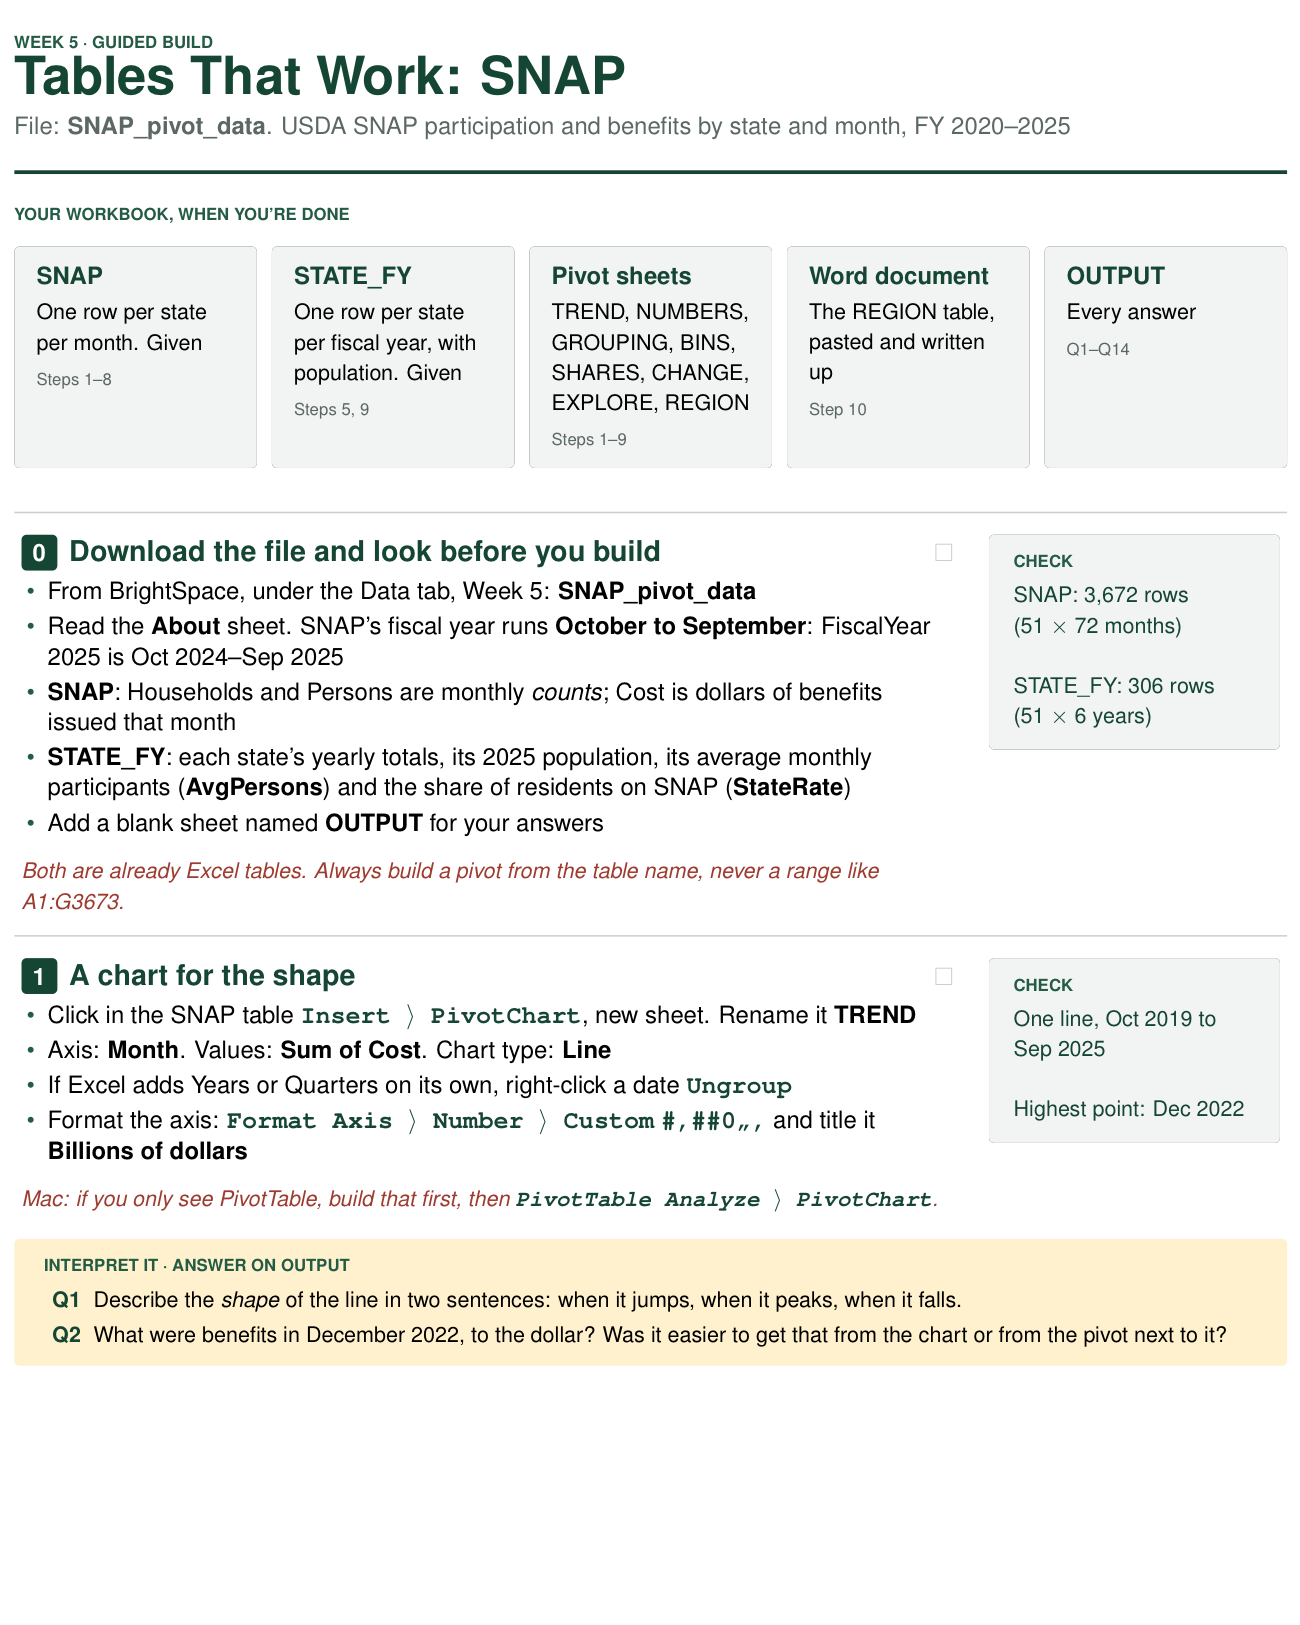 WEEK 5 · GUIDED BUILD
Tables That Work: SNAP
File: SNAP_pivot_data. USDA SNAP participation and benefits by state and month, FY 2020–2025
YOUR WORKBOOK, WHEN YOU'RE DONE
SNAP
One row per state
per month. Given
Steps 1–8
STATE_FY
One row per state
per fiscal year, with
population. Given
Steps 5, 9
Pivot sheets
TREND, NUMBERS,
GROUPING, BINS,
SHARES, CHANGE,
EXPLORE, REGION
Steps 1–9
Word document
The REGION table,
pasted and written
up
Step 10
OUTPUT
Every answer
Q1–Q14
0 Download the file and look before you build
• From BrightSpace, under the Data tab, Week 5: SNAP_pivot_data
• Read the About sheet. SNAP's fiscal year runs October to September: FiscalYear
2025 is Oct 2024–Sep 2025
• SNAP: Households and Persons are monthly counts; Cost is dollars of benefits
issued that month
• STATE_FY: each state's yearly totals, its 2025 population, its average monthly
participants (AvgPersons) and the share of residents on SNAP (StateRate)
• Add a blank sheet named OUTPUT for your answers
Both are already Excel tables. Always build a pivot from the table name, never a range like
A1:G3673.
CHECK
SNAP: 3,672 rows
(51 × 72 months)
STATE_FY: 306 rows
(51 × 6 years)
1 A chart for the shape
• Click in the SNAP table Insert 〉 PivotChart, new sheet. Rename it TREND
• Axis: Month. Values: Sum of Cost. Chart type: Line
• If Excel adds Years or Quarters on its own, right-click a date Ungroup
• Format the axis: Format Axis 〉 Number 〉 Custom #,##0„, and title it
Billions of dollars
Mac: if you only see PivotTable, build that first, then PivotTable Analyze 〉 PivotChart.
CHECK
One line, Oct 2019 to
Sep 2025
Highest point: Dec 2022
INTERPRET IT · ANSWER ON OUTPUT
Q1 Describe the shape of the line in two sentences: when it jumps, when it peaks, when it falls.
Q2 What were benefits in December 2022, to the dollar? Was it easier to get that from the chart or from the pivot next to it?